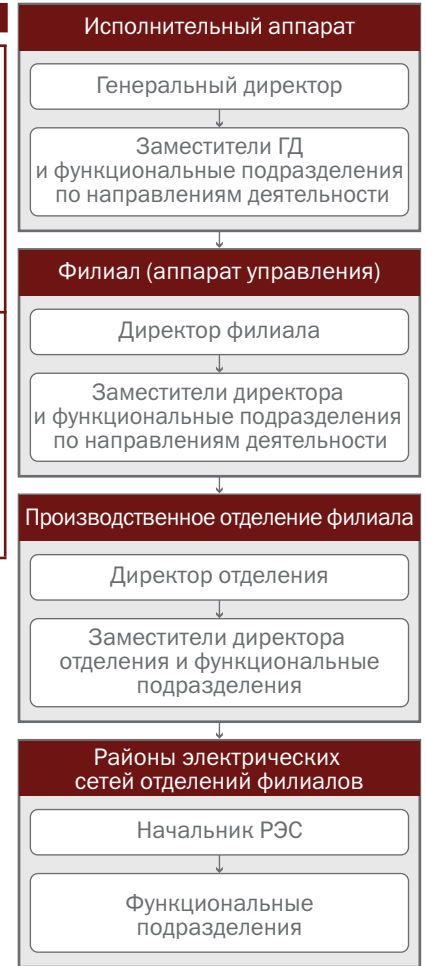 Исполнительный аппарат
Генеральный директор
Заместители ГД
и функциональные подразделения
по направлениям деятельности
Филиал (аппарат управления)
Директор филиала
Заместители директора
и функциональные подразделения
по направлениям деятельности
Производственное отделение филиала
Директор отделения
Заместители директора
отделения и функциональные
подразделения
Районы электрических
сетей отделений филиалов
Начальник РЭС
Функциональные
подразделения